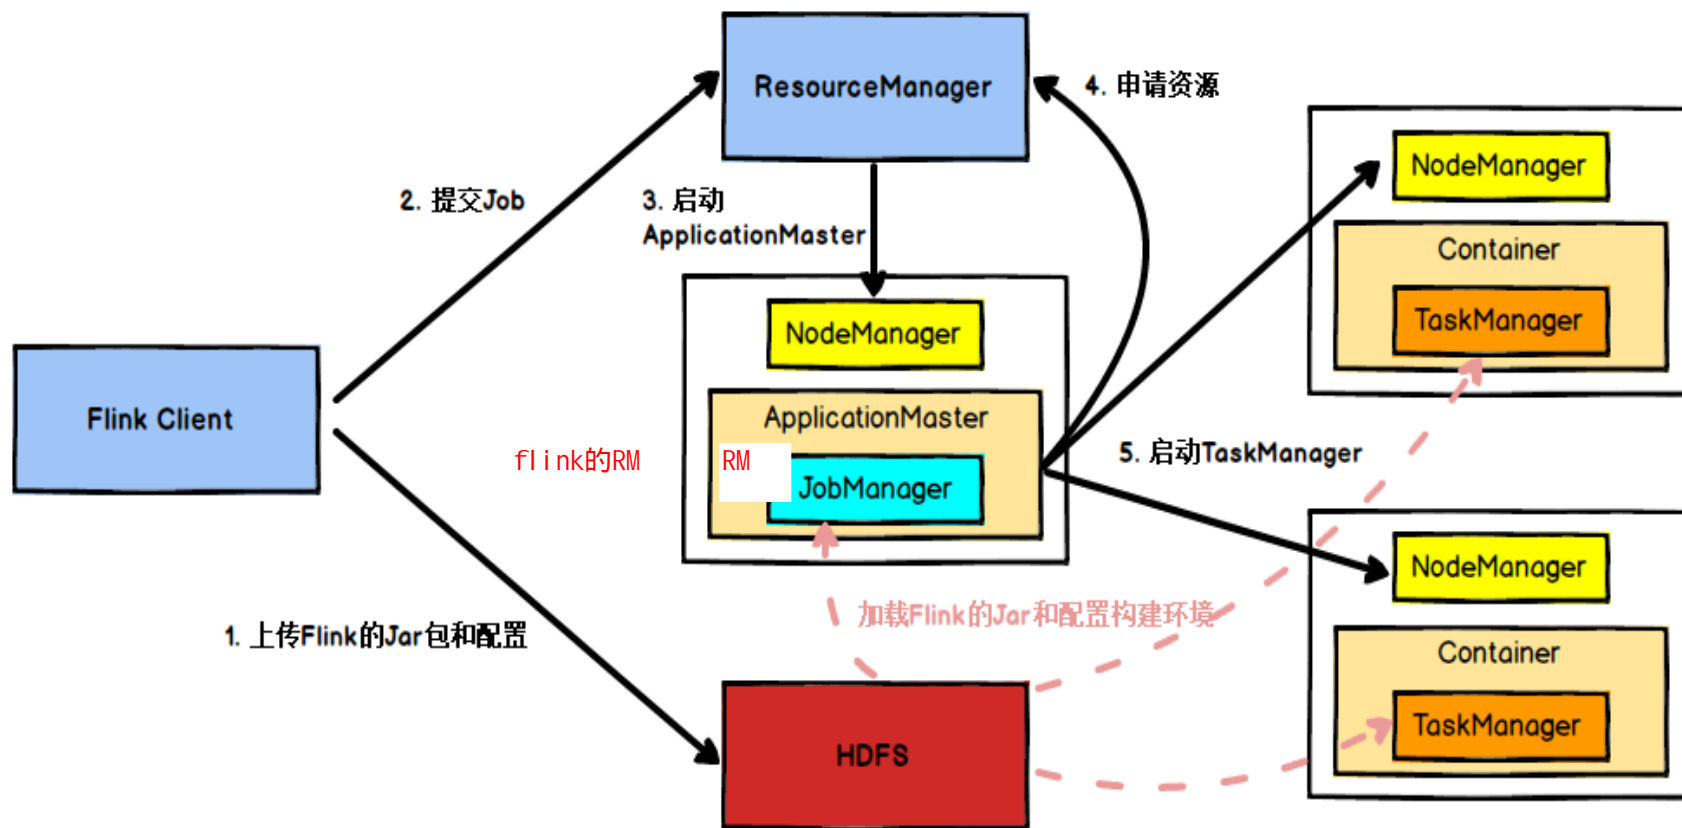 ResourceManager
4. 申请资源
NodeManager
Container
TaskManager
2. 提交Job
3. 启动
ApplicationMaster
NodeManager
Flink Client
ApplicationMaster
flink的RM
RM
JobManager
5. 启动TaskManager
NodeManager
Container
TaskManager
加载Flink的Jar和配置构建环境
1. 上传Flink的Jar包和配置
HDFS